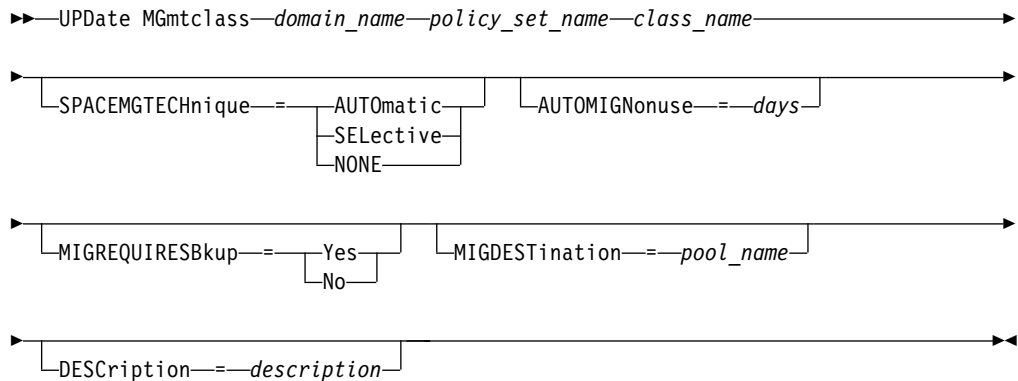 UPDate MGmtclass domain_name policy_set_name class_name
SPACEMGTECHnique = AUTOmatic
SELective
NONE
AUTOMIGNonuse = days
MIGREQUIRESBkup = Yes
No
MIGDESTination = pool_name
DESCription = description